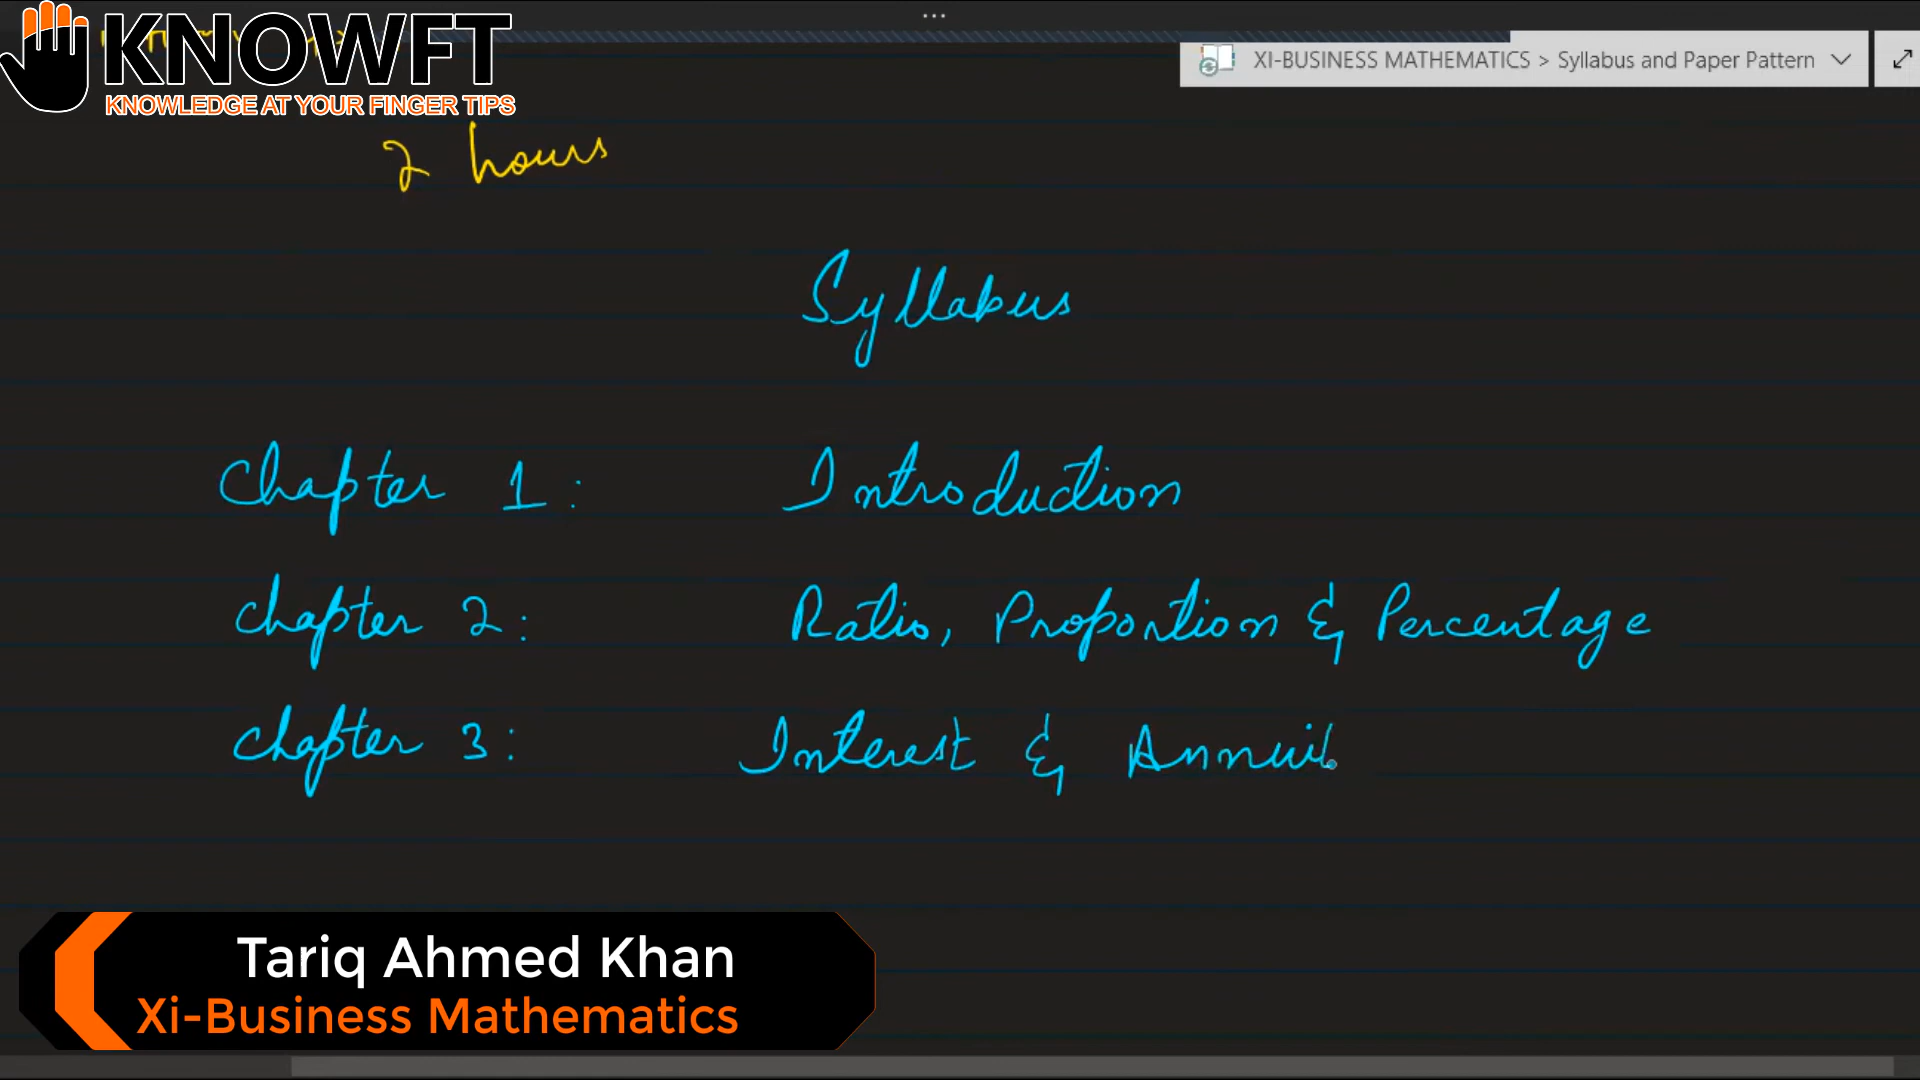 KNOWFT
KNOWLEDGE AT YOUR FINGER TIPS
XI-BUSINESS MATHEMATICS > Syllabus and Paper Pattern
2 hours
Syllabus
Chapter 1: Introduction
Chapter 2: Ratio, Proportion & Percentage
Chapter 3: Interest & Annuit
Tariq Ahmed Khan
Xi-Business Mathematics